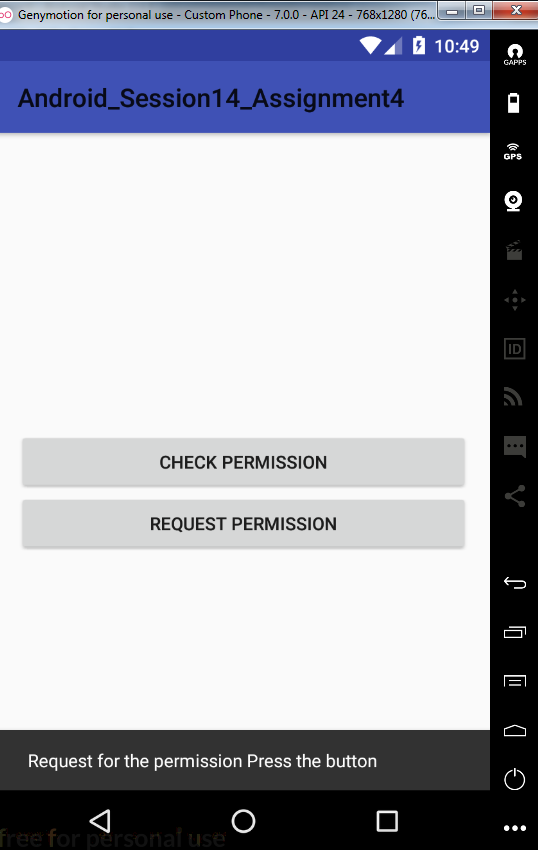 Genymotion for personal use - Custom Phone - 7.0.0 - API 24 - 768x1280 (76...
10:49
GAPPS
Android_Session14_Assignment4
GPS
ID
CHECK PERMISSION
REQUEST PERMISSION
Request for the permission Press the button
free for personal use